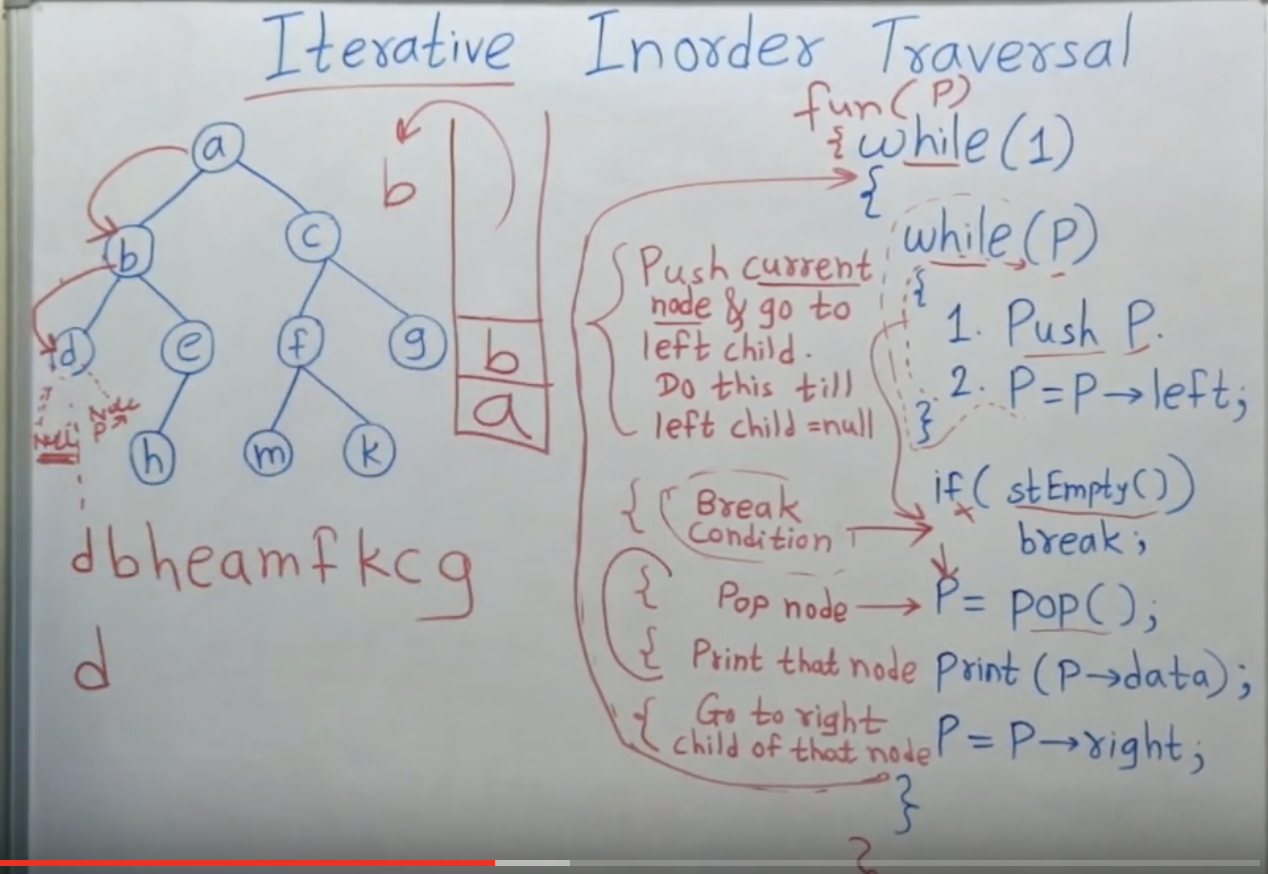 Iterative Inorder Traversal
fun(P)
{ while(1)
{
while(P)
{
1. Push P.
2. P=P→left;
}
if( stEmpty())
break;
P= pop();
Print (P→data);
P = P→right;
}
}
Push current
node & go to
left child.
Do this till
left child =null
Break
Condition
Pop node
Print that node
Go to right
child of that node
a
b
c
d
e
f
g
h
m
k
P
b
b
a
dbheamfkcg
d